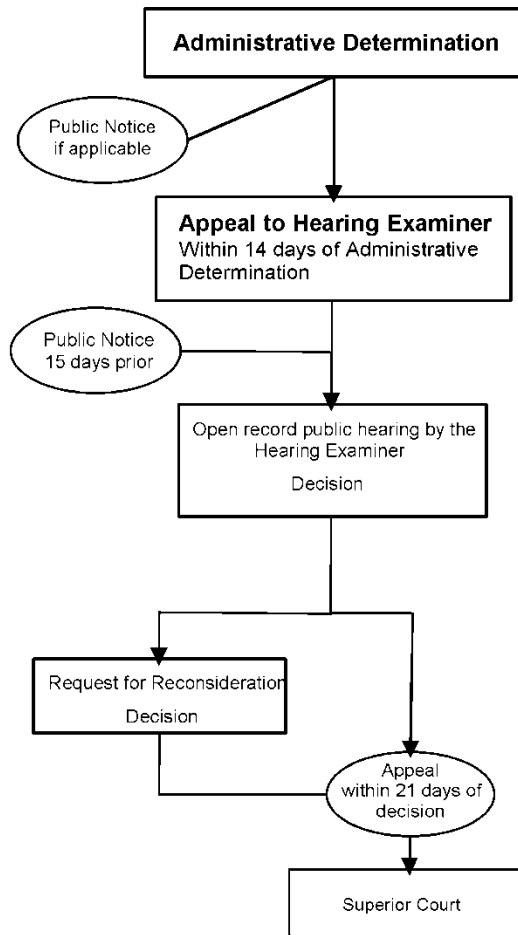 Administrative Determination
Public Notice
if applicable
Appeal to Hearing Examiner
Within 14 days of Administrative
Determination
Public Notice
15 days prior
Open record public hearing by the
Hearing Examiner
Decision
Request for Reconsideration
Decision
Appeal
within 21 days of
decision
Superior Court